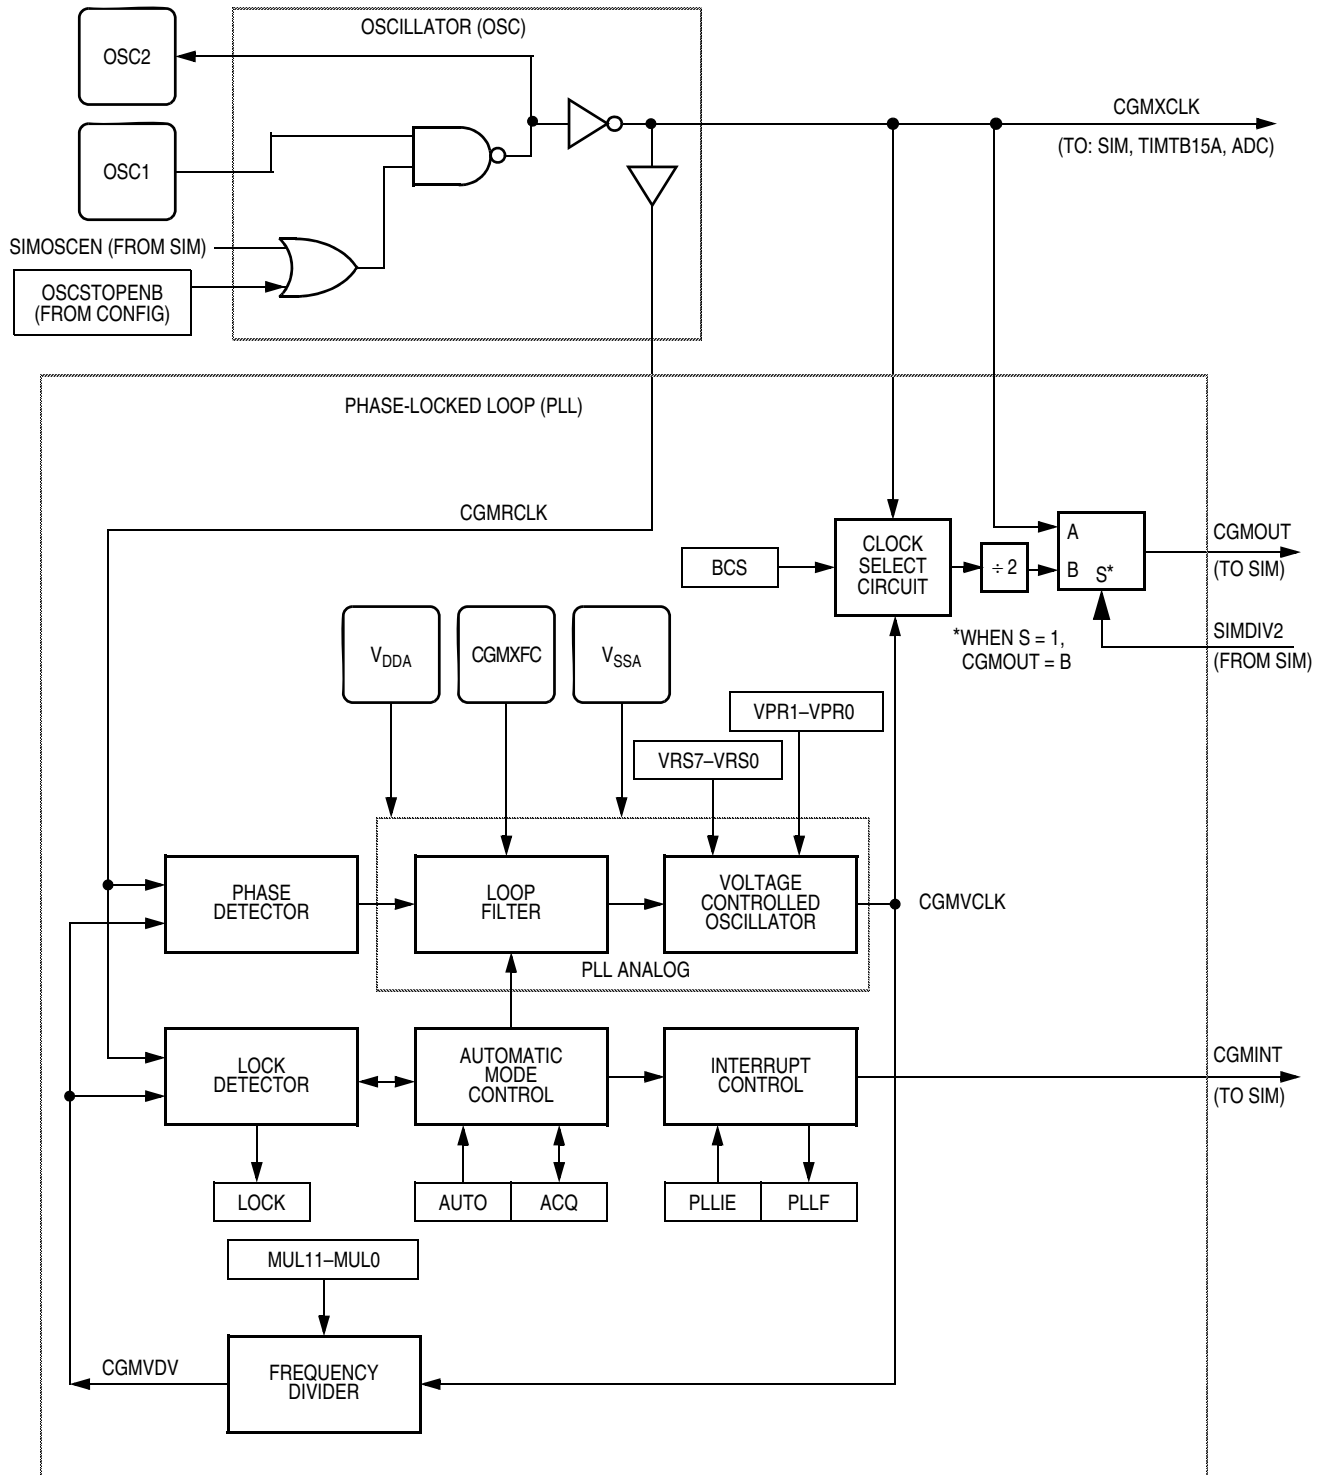 OSCILLATOR (OSC)
OSC2
OSC1
SIMOSCEN (FROM SIM)
OSCSTOPENB
(FROM CONFIG)
CGMXCLK
(TO: SIM, TIMTB15A, ADC)
PHASE-LOCKED LOOP (PLL)
CGMRCLK
BCS
CLOCK
SELECT
CIRCUIT
÷ 2
A
B
S*
CGMOUT
(TO SIM)
*WHEN S = 1,
CGMOUT = B
SIMDIV2
(FROM SIM)
VDDA
CGMXFC
VSSA
VPR1–VPR0
VRS7–VRS0
PHASE
DETECTOR
LOOP
FILTER
VOLTAGE
CONTROLLED
OSCILLATOR
CGMVCLK
PLL ANALOG
LOCK
DETECTOR
AUTOMATIC
MODE
CONTROL
INTERRUPT
CONTROL
CGMINT
(TO SIM)
LOCK
AUTO
ACQ
PLLIE
PLLF
MUL11–MUL0
CGMVDV
FREQUENCY
DIVIDER